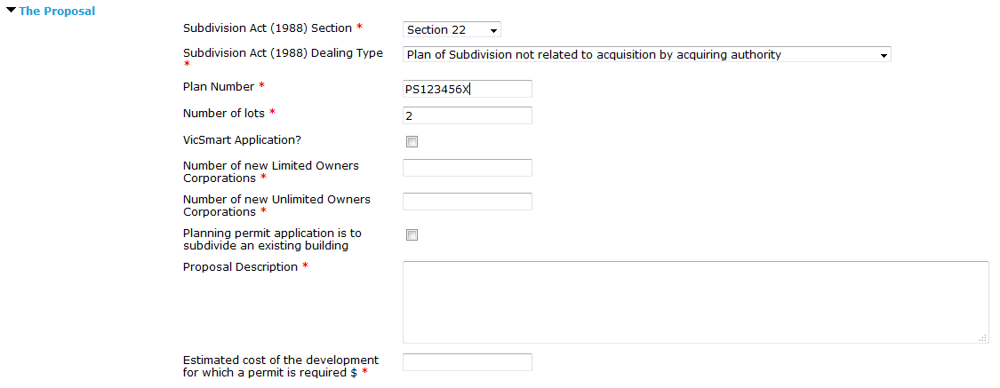 The Proposal
Subdivision Act (1988) Section * Section 22
Subdivision Act (1988) Dealing Type
* Plan of Subdivision not related to acquisition by acquiring authority
Plan Number * PS123456X
Number of lots * 2
VicSmart Application?
Number of new Limited Owners
Corporations *
Number of new Unlimited Owners
Corporations *
Planning permit application is to
subdivide an existing building
Proposal Description *
Estimated cost of the development
for which a permit is required $ *